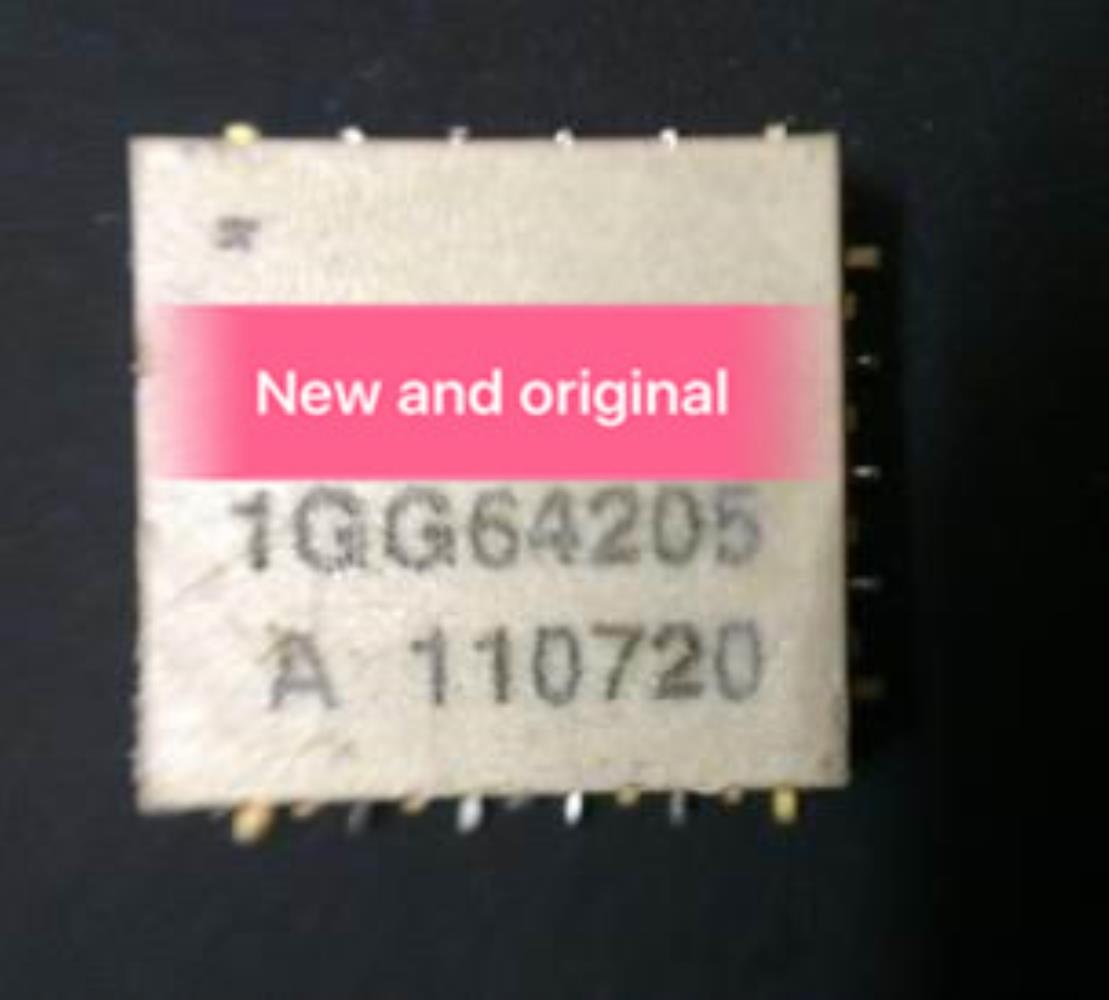 New and original
1GG64205
A 110720